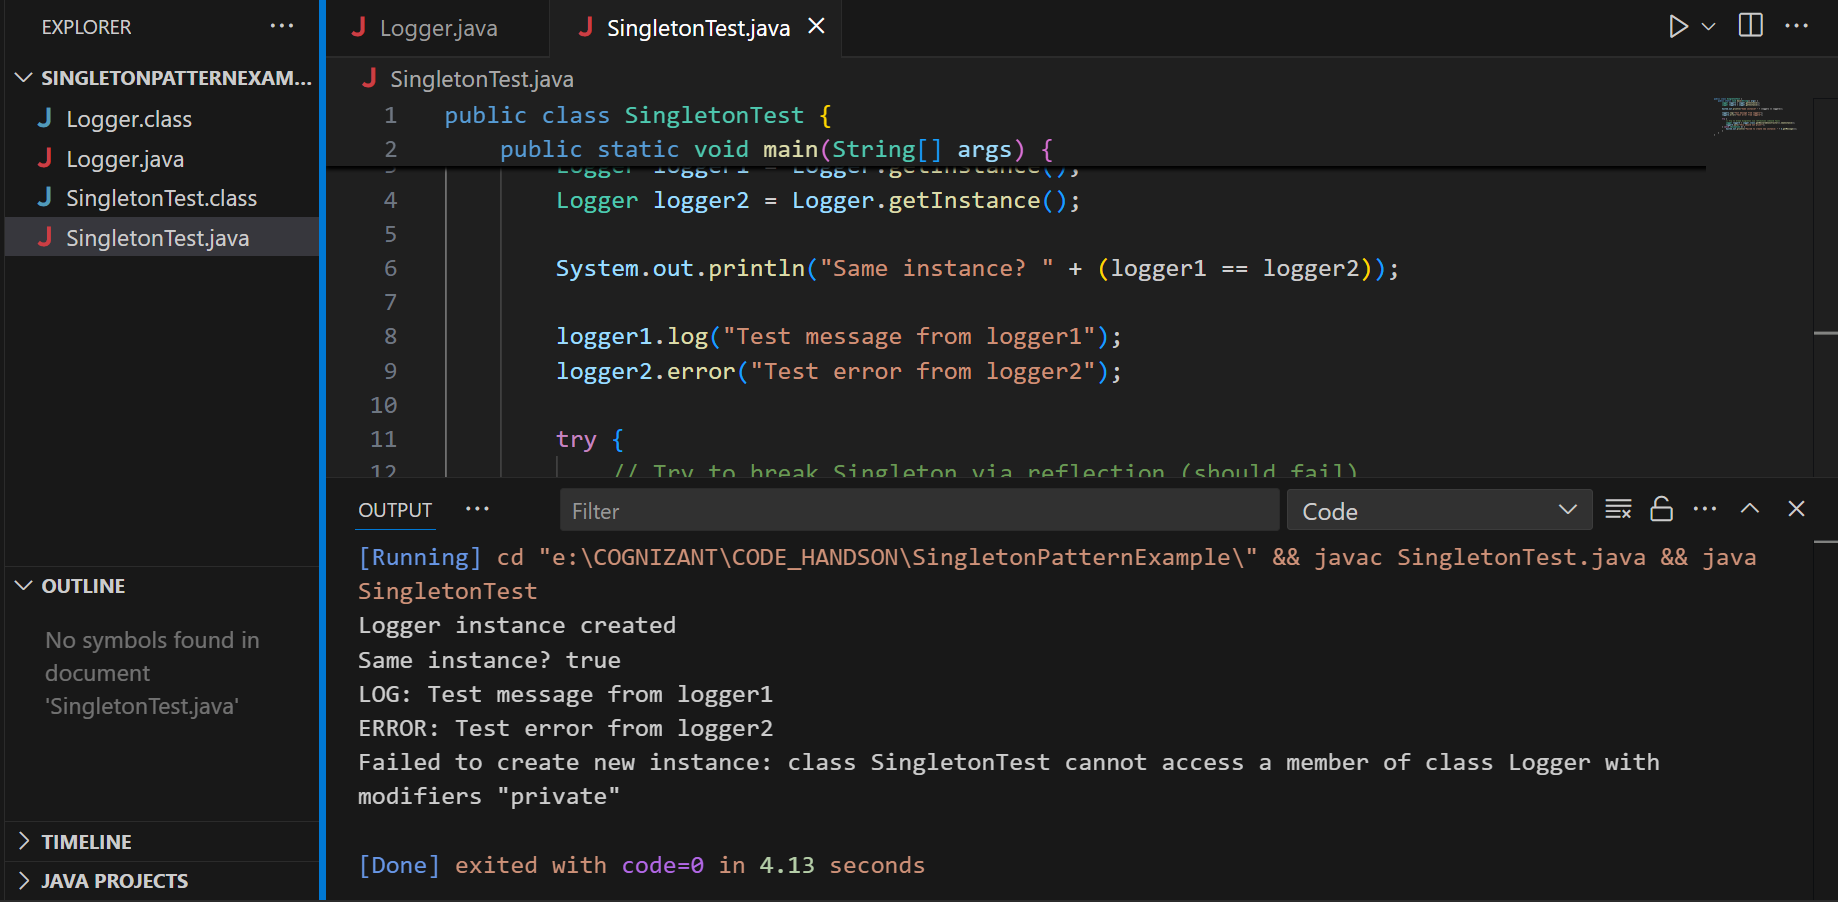 EXPLORER
SINGLETONPATTERNEXAM...
Logger.class
Logger.java
SingletonTest.class
SingletonTest.java
OUTLINE
No symbols found in
document
'SingletonTest.java'
TIMELINE
JAVA PROJECTS
Logger.java
SingletonTest.java
SingletonTest.java
1 public class SingletonTest {
2 public static void main(String[] args) {
3 Logger logger1 = Logger.getInstance();
4 Logger logger2 = Logger.getInstance();
5
6 System.out.println("Same instance? " + (logger1 == logger2));
7
8 logger1.log("Test message from logger1");
9 logger2.error("Test error from logger2");
10
11 try {
12 // Try to break Singleton via reflection (should fail)
OUTPUT
Filter
Code
[Running] cd "e:\COGNIZANT\CODE_HANDSON\SingletonPatternExample\" && javac SingletonTest.java && java
SingletonTest
Logger instance created
Same instance? true
LOG: Test message from logger1
ERROR: Test error from logger2
Failed to create new instance: class SingletonTest cannot access a member of class Logger with
modifiers "private"
[Done] exited with code=0 in 4.13 seconds